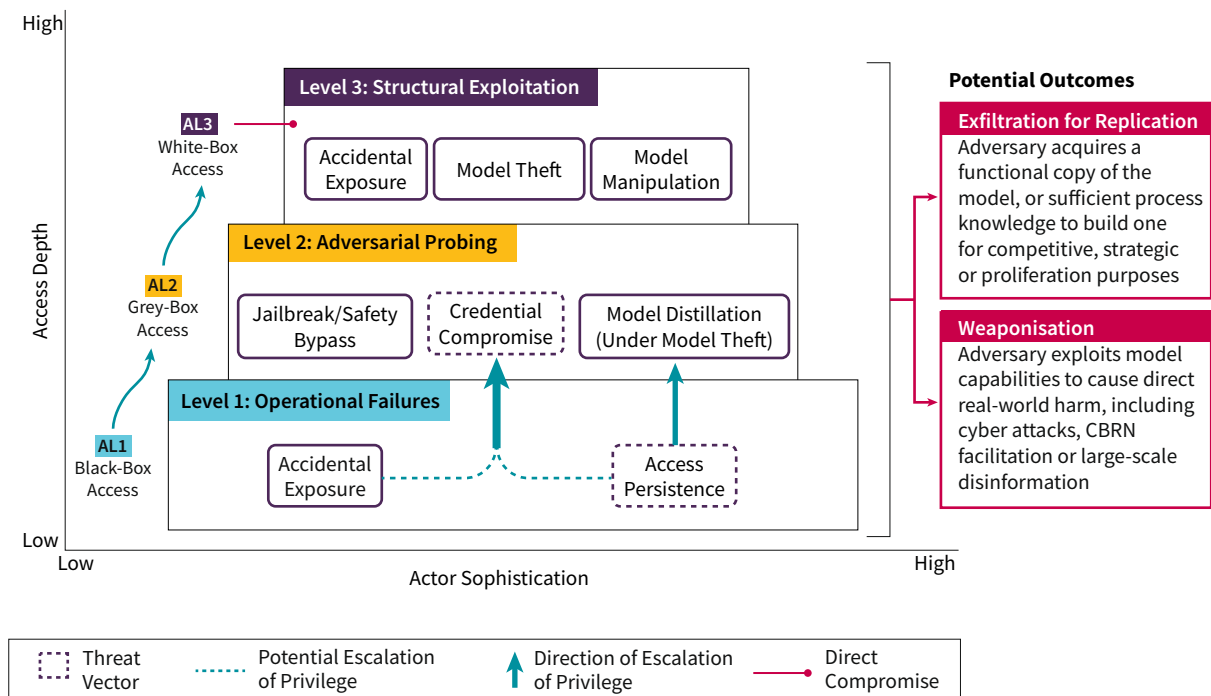 High
Level 3: Structural Exploitation
AL3
White-Box
Access
Accidental
Exposure
Model Theft
Model
Manipulation
Level 2: Adversarial Probing
AL2
Grey-Box
Access
Jailbreak/Safety
Bypass
Credential
Compromise
Model Distillation
(Under Model Theft)
Level 1: Operational Failures
AL1
Black-Box
Access
Accidental
Exposure
Access
Persistence
Access Depth
Low
Low
Actor Sophistication
High
Potential Outcomes
Exfiltration for Replication
Adversary acquires a
functional copy of the
model, or sufficient process
knowledge to build one
for competitive, strategic
or proliferation purposes
Weaponisation
Adversary exploits model
capabilities to cause direct
real-world harm, including
cyber attacks, CBRN
facilitation or large-scale
disinformation
Threat
Vector
Potential Escalation
of Privilege
Direction of Escalation
of Privilege
Direct
Compromise